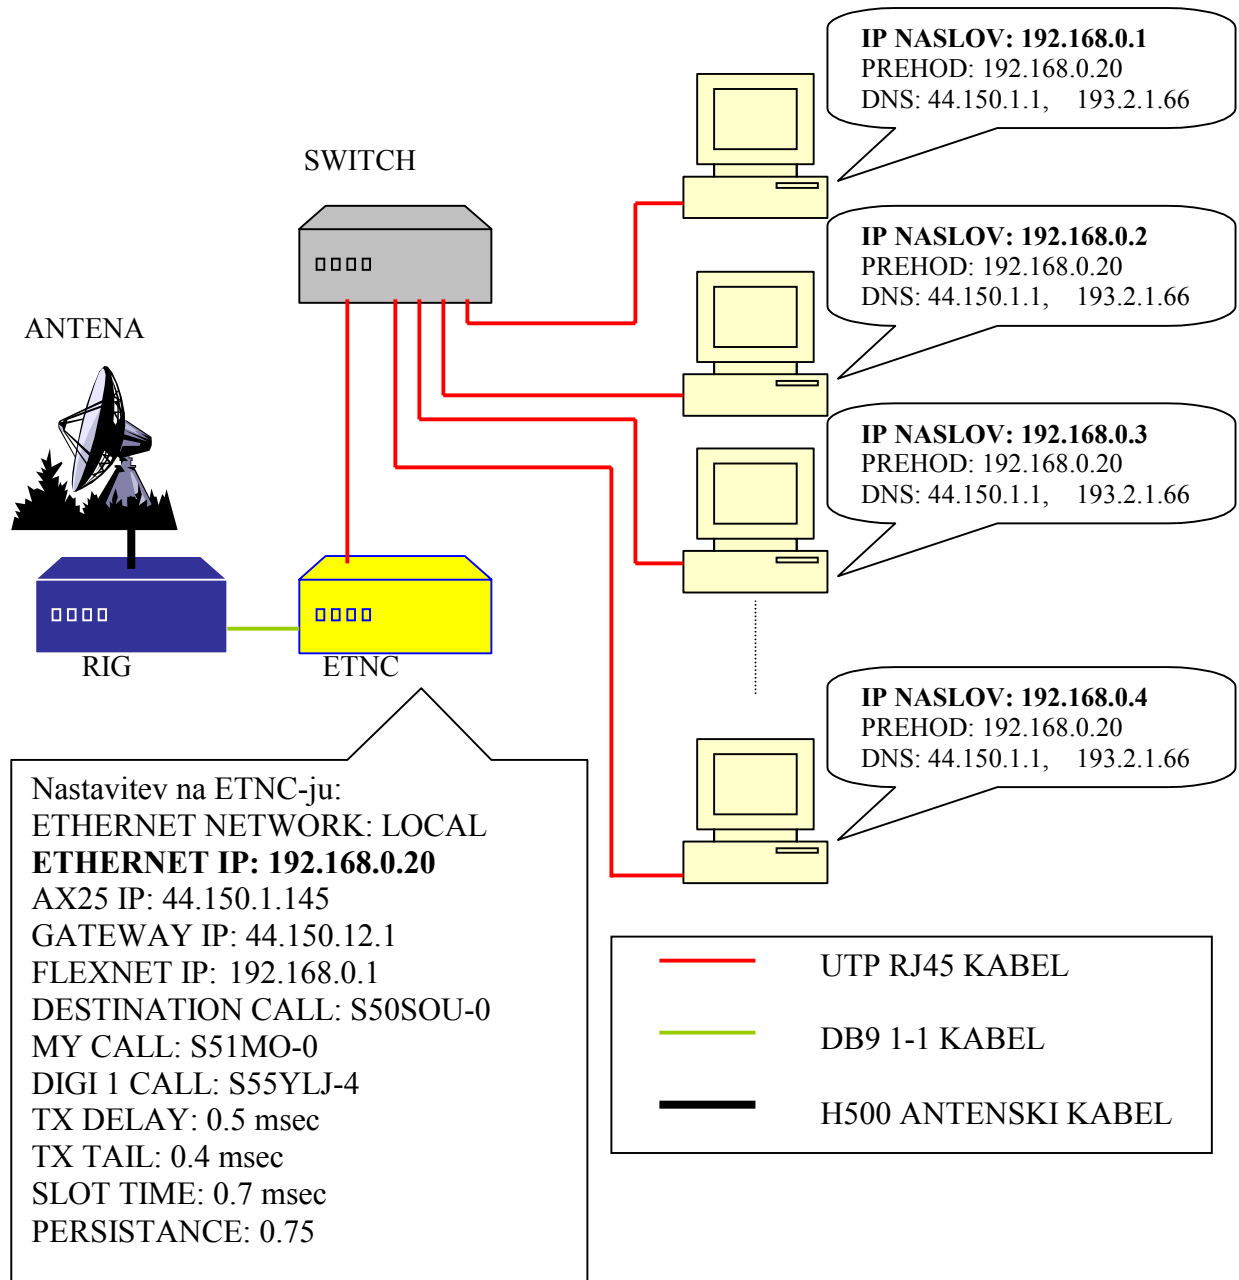 IP NASLOV: 192.168.0.1
PREHOD: 192.168.0.20
DNS: 44.150.1.1, 193.2.1.66
SWITCH
IP NASLOV: 192.168.0.2
PREHOD: 192.168.0.20
DNS: 44.150.1.1, 193.2.1.66
ANTENA
IP NASLOV: 192.168.0.3
PREHOD: 192.168.0.20
DNS: 44.150.1.1, 193.2.1.66
RIG
ETNC
IP NASLOV: 192.168.0.4
PREHOD: 192.168.0.20
DNS: 44.150.1.1, 193.2.1.66
Nastavitev na ETNC-ju:
ETHERNET NETWORK: LOCAL
ETHERNET IP: 192.168.0.20
AX25 IP: 44.150.1.145
GATEWAY IP: 44.150.12.1
FLEXNET IP: 192.168.0.1
DESTINATION CALL: S50SOU-0
MY CALL: S51MO-0
DIGI 1 CALL: S55YLJ-4
TX DELAY: 0.5 msec
TX TAIL: 0.4 msec
SLOT TIME: 0.7 msec
PERSISTANCE: 0.75
UTP RJ45 KABEL
DB9 1-1 KABEL
H500 ANTENSKI KABEL